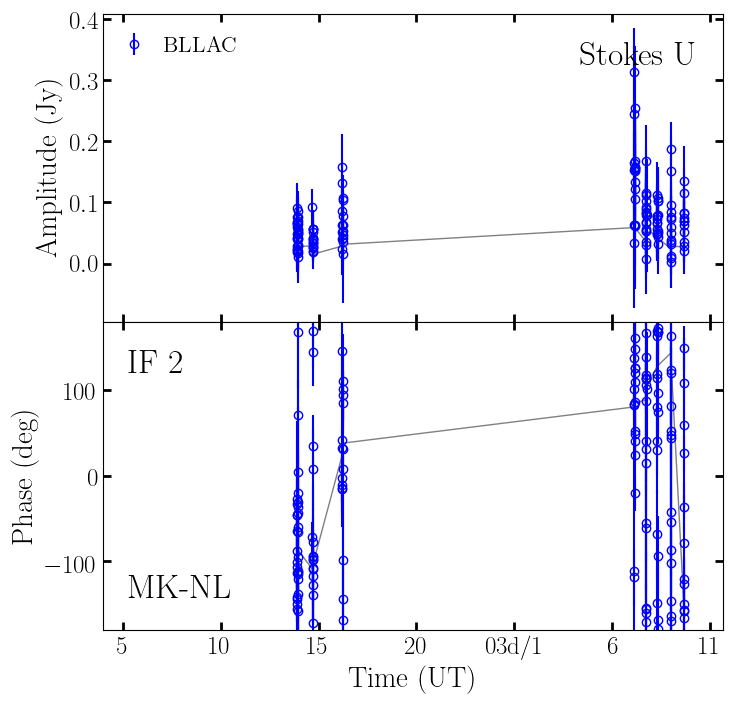 0.4
BLLAC
Stokes U
0.3
0.2
0.1
0.0
Amplitude (Jy)
IF 2
100
0
−100
Phase (deg)
MK-NL
5 10 15 20 03d/1 6 11
Time (UT)